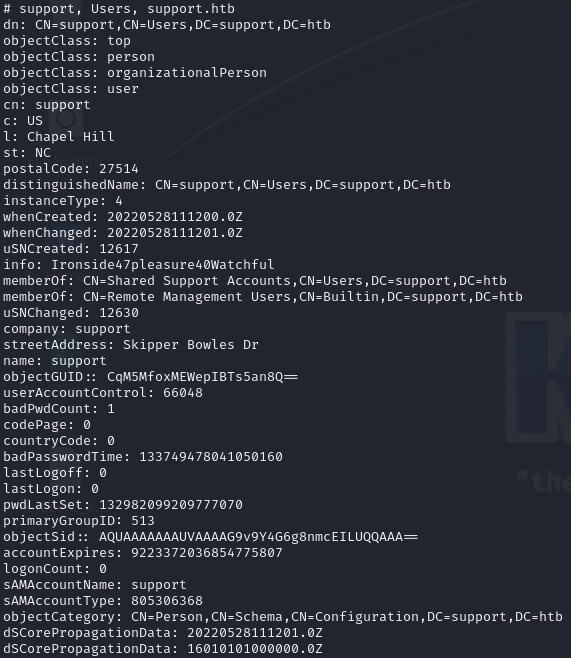 # support, Users, support.htb
dn: CN=support,CN=Users,DC=support,DC=htb
objectClass: top
objectClass: person
objectClass: organizationalPerson
objectClass: user
cn: support
c: US
l: Chapel Hill
st: NC
postalCode: 27514
distinguishedName: CN=support,CN=Users,DC=support,DC=htb
instanceType: 4
whenCreated: 20220528111200.0Z
whenChanged: 20220528111201.0Z
uSNCreated: 12617
info: Ironside47pleasure40Watchful
memberOf: CN=Shared Support Accounts,CN=Users,DC=support,DC=htb
memberOf: CN=Remote Management Users,CN=Builtin,DC=support,DC=htb
uSNChanged: 12630
company: support
streetAddress: Skipper Bowles Dr
name: support
objectGUID:: CqM5MfoxMEWepIBTs5an8Q==
userAccountControl: 66048
badPwdCount: 1
codePage: 0
countryCode: 0
badPasswordTime: 133749478041050160
lastLogoff: 0
lastLogon: 0
pwdLastSet: 132982099209777070
primaryGroupID: 513
objectSid:: AQUAAAAAAAUVAAAAG9v9Y4G6g8nmcEILUQQAAA==
accountExpires: 9223372036854775807
logonCount: 0
sAMAccountName: support
sAMAccountType: 805306368
objectCategory: CN=Person,CN=Schema,CN=Configuration,DC=support,DC=htb
dSCorePropagationData: 20220528111201.0Z
dSCorePropagationData: 16010101000000.0Z
"the